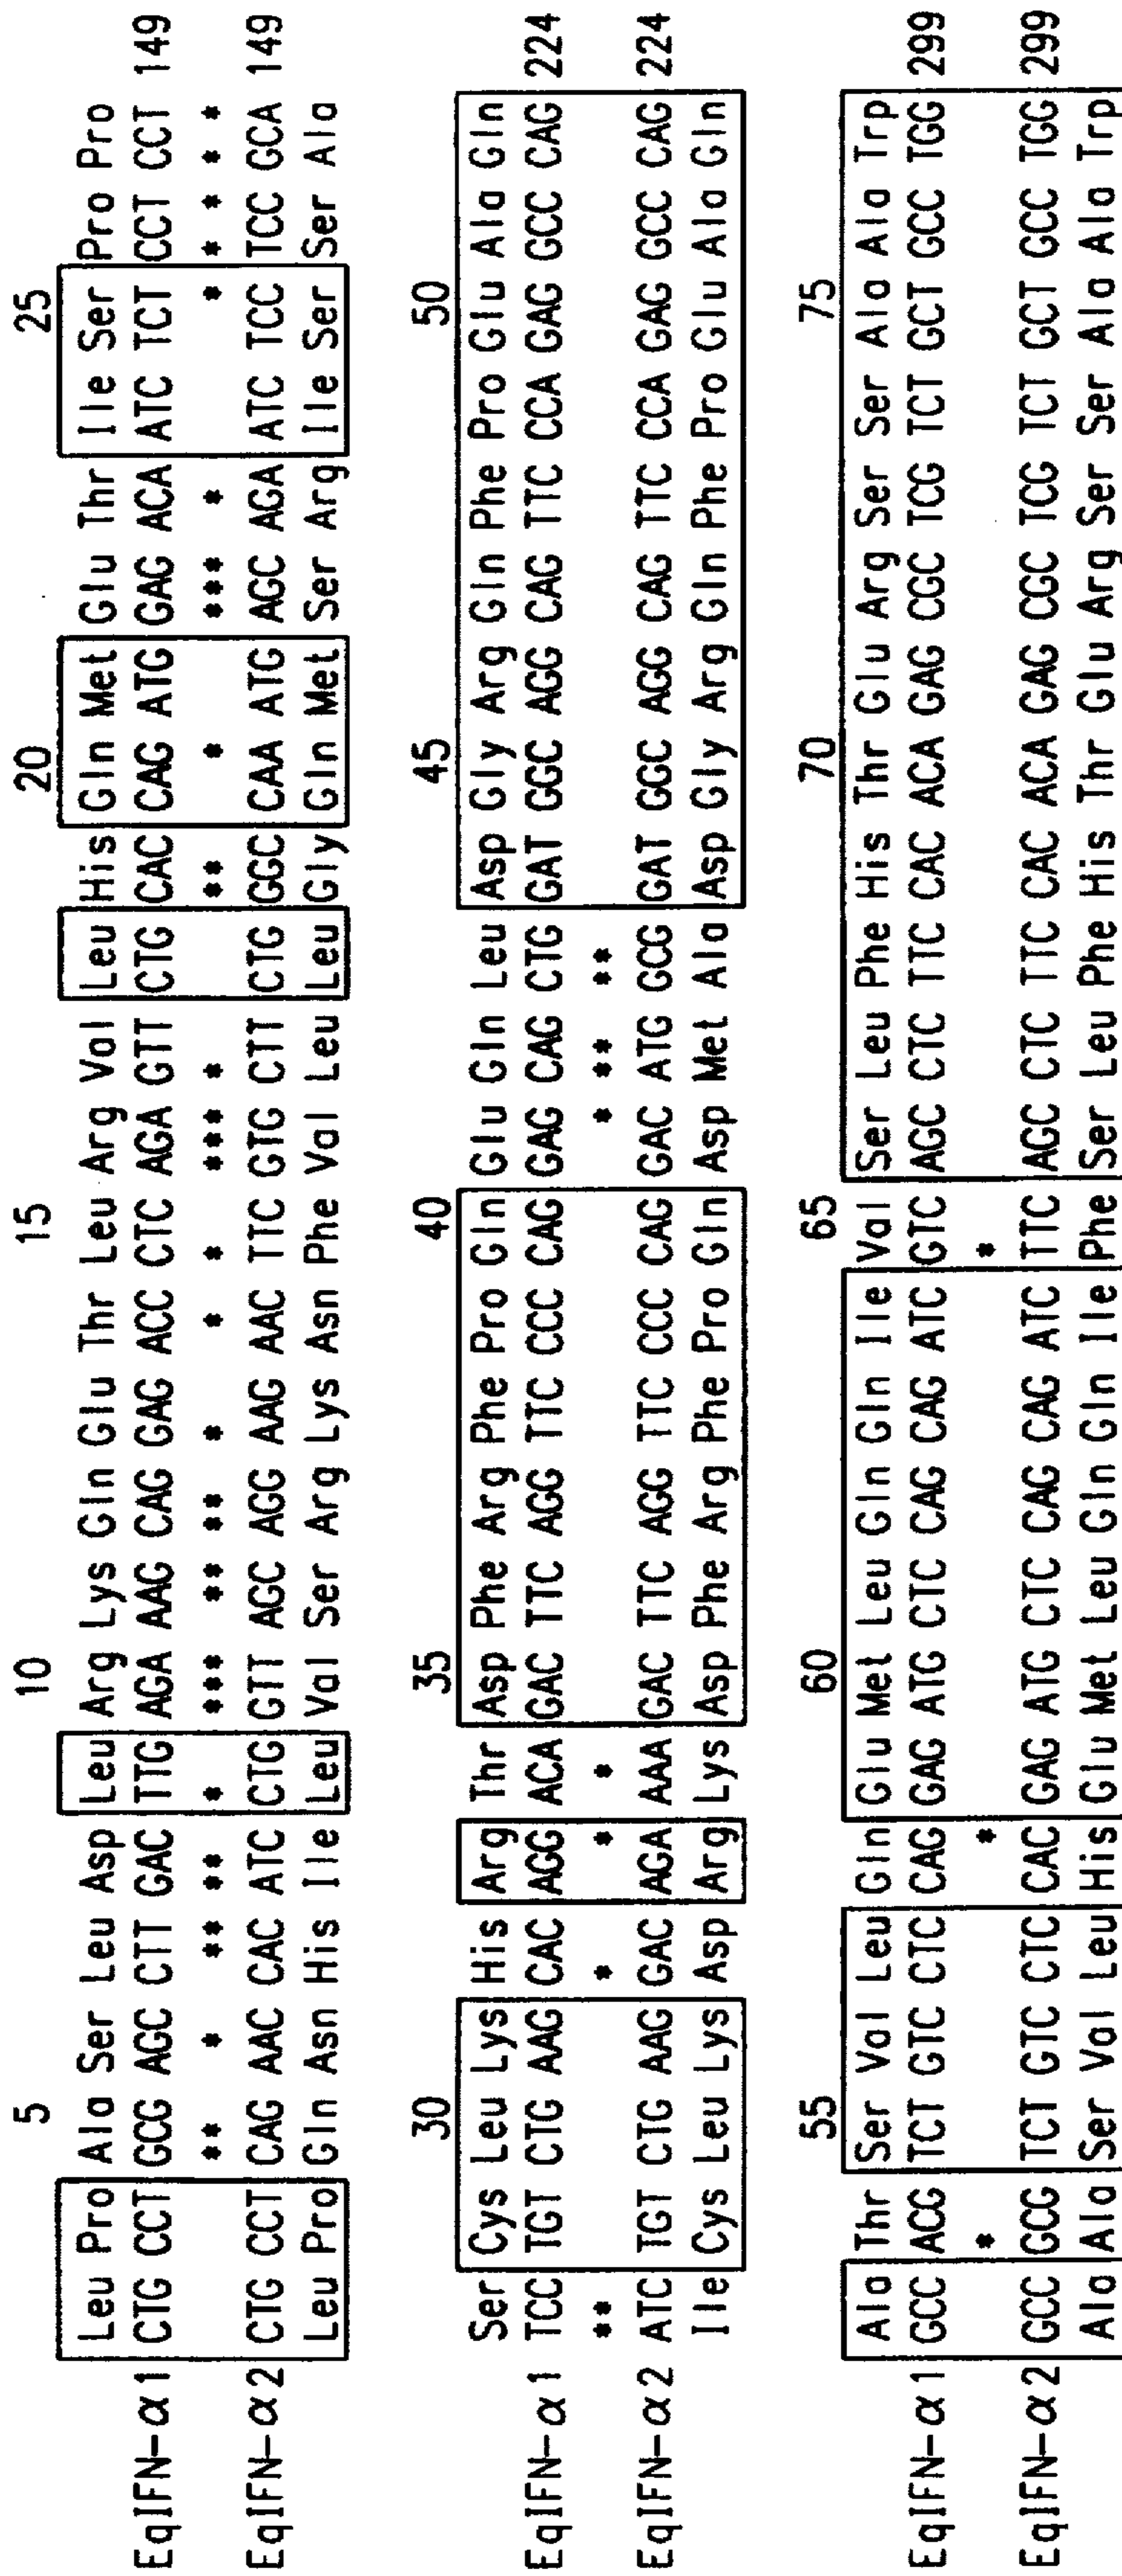 5 10 15 20 25
Leu Pro Ala Ser Leu Asp Leu Arg Lys Gln Glu Thr Leu Arg Val Leu His Gln Met Glu Thr Ile Ser Pro Pro
EqIFN-α1 CTG CCT GCG AGC CTT GAC TTG AGA AAG CAG GAG ACC CTC AGA GTT CTG CAC CAG ATG GAG ACA ATC TCT CCT CCT 149
** * ** ** * *** ** ** * * * *** * ** * *** * * * * * *
EqIFN-α2 CTG CCT CAG AAC CAC ATC CTG GTT AGC AGG AAG AAC TTC GTG CTT CTG GGC CAA ATG AGC AGA ATC TCC TCC GCA 149
Leu Pro Gln Asn His Ile Leu Val Ser Arg Lys Asn Phe Val Leu Leu Gly Gln Met Ser Arg Ile Ser Ser Ala
30 35 40 45 50
Ser Cys Leu Lys His Arg Thr Asp Phe Arg Phe Pro Gln Glu Gln Leu Asp Gly Arg Gln Phe Pro Glu Ala Gln
EqIFN-α1 TCC TGT CTG AAG CAC AGG ACA GAC TTC AGG TTC CCC CAG GAG CAG CTG GAT GGC AGG CAG TTC CCA GAG GCC CAG 224
** * * * * ** **
EqIFN-α2 ATC TGT CTG AAG GAC AGA AAA GAC TTC AGG TTC CCC CAG GAC ATG GCG GAT GGC AGG CAG TTC CCA GAG GCC CAG 224
Ile Cys Leu Lys Asp Arg Lys Asp Phe Arg Phe Pro Gln Asp Met Ala Asp Gly Arg Gln Phe Pro Glu Ala Gln
55 60 65 70 75
Ala Thr Ser Val Leu Gln Glu Met Leu Gln Gln Ile Val Ser Leu Phe His Thr Glu Arg Ser Ser Ala Ala Trp
EqIFN-α1 GCC ACG TCT GTC CTC CAG GAG ATG CTC CAG CAG ATC GTC AGC CTC TTC CAC ACA GAG CGC TCG TCT GCT GCC TGG 299
* * *
EqIFN-α2 GCC GCG TCT GTC CTC CAC GAG ATG CTC CAG CAG ATC TTC AGC CTC TTC CAC ACA GAG CGC TCG TCT GCT GCC TGG 299
Ala Ala Ser Val Leu His Glu Met Leu Gln Gln Ile Phe Ser Leu Phe His Thr Glu Arg Ser Ser Ala Ala Trp